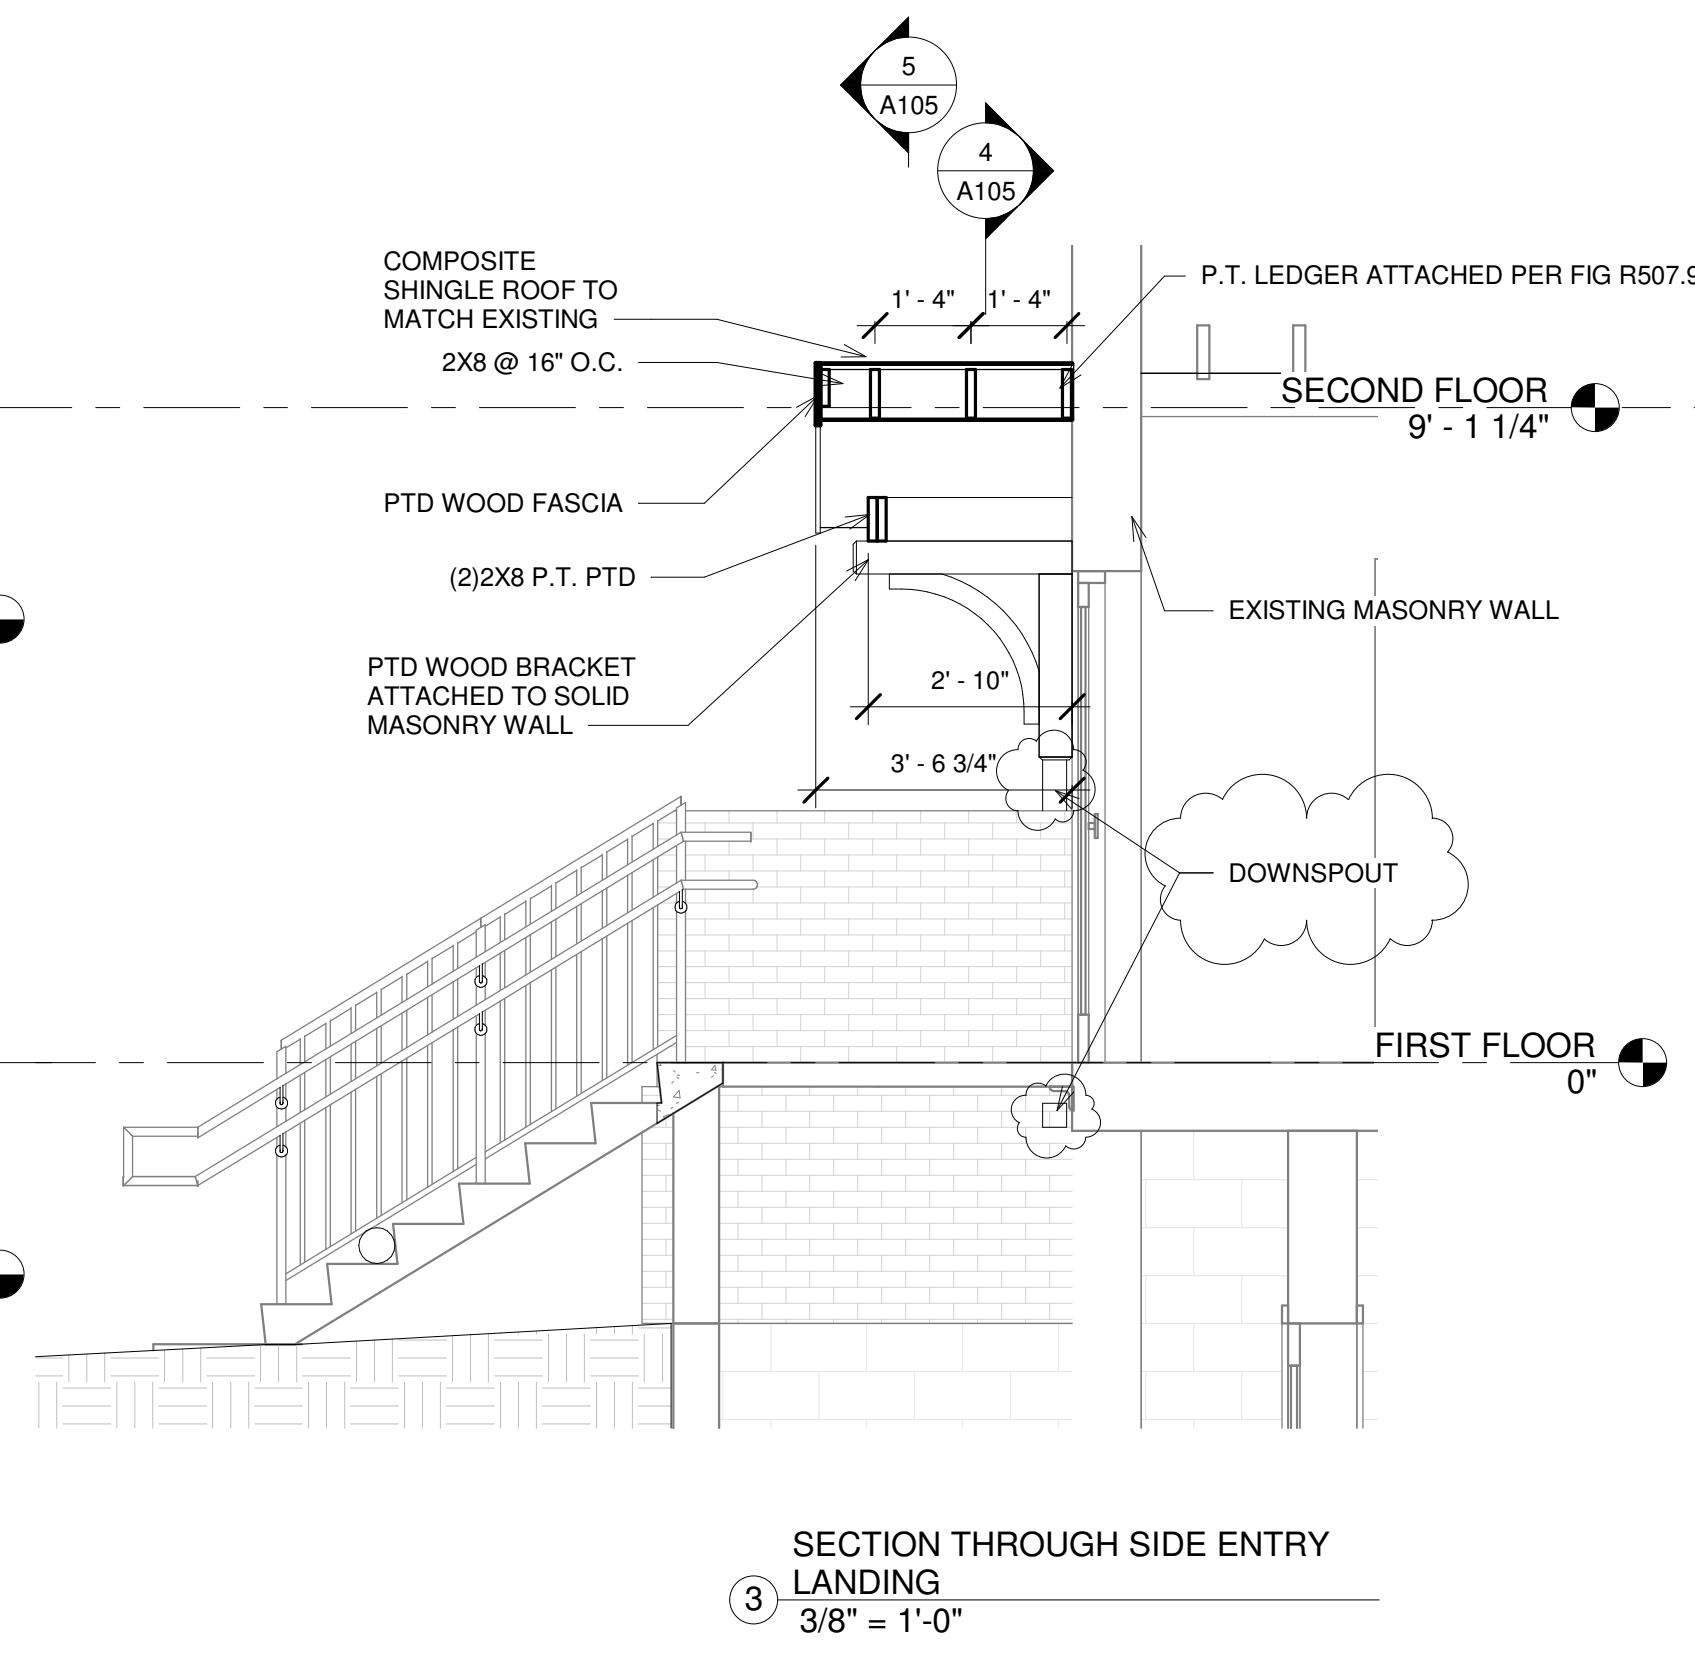 5
A105
4
A105
COMPOSITE
SHINGLE ROOF TO
MATCH EXISTING
1' - 4"
1' - 4"
P.T. LEDGER ATTACHED PER FIG R507.9
2X8 @ 16" O.C.
SECOND FLOOR
9' - 1 1/4"
PTD WOOD FASCIA
(2)2X8 P.T. PTD
EXISTING MASONRY WALL
PTD WOOD BRACKET
ATTACHED TO SOLID
MASONRY WALL
2' - 10"
3' - 6 3/4"
DOWNSPOUT
FIRST FLOOR
0"
SECTION THROUGH SIDE ENTRY
LANDING
3
3/8" = 1'-0"